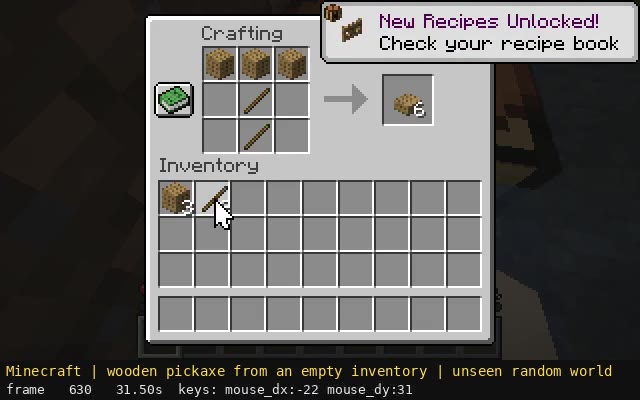 New Recipes Unlocked!
Check your recipe book
Crafting
6
Inventory
3
Minecraft | wooden pickaxe from an empty inventory | unseen random world
frame 630 31.50s keys: mouse_dx:-22 mouse_dy:31